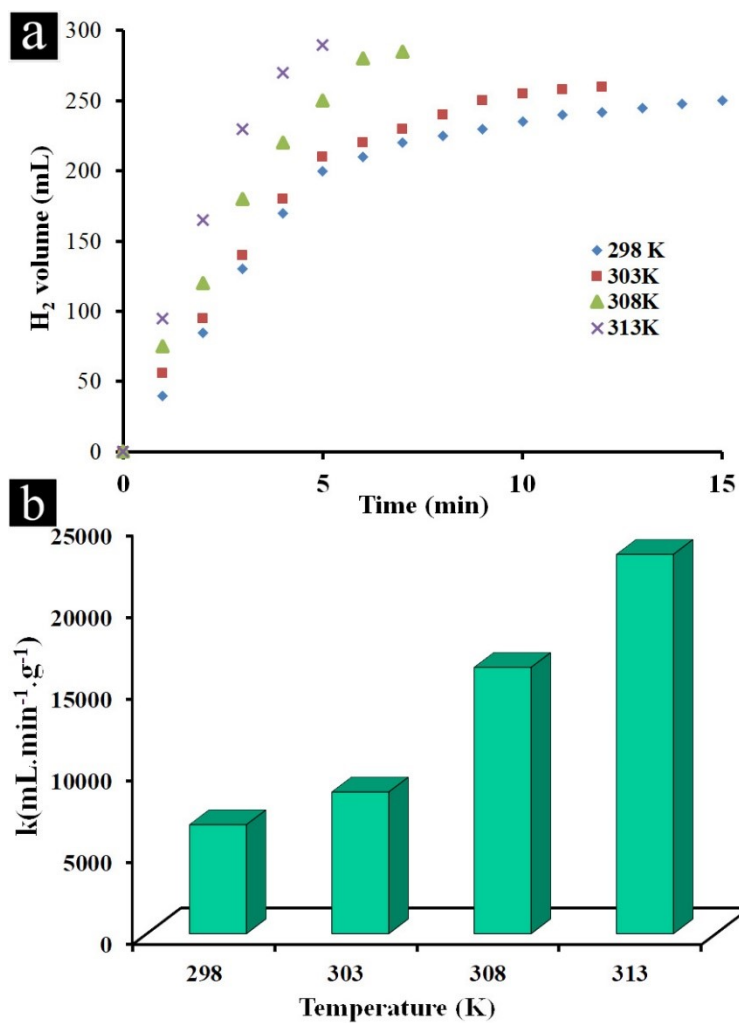 a
300
250
200
150
100
50
0
H₂ volume (mL)
298 K
303K
308K
313K
0 5 10 15
Time (min)
b
25000
20000
15000
10000
5000
0
k(mL.min⁻¹·g⁻¹)
298 303 308 313
Temperature (K)